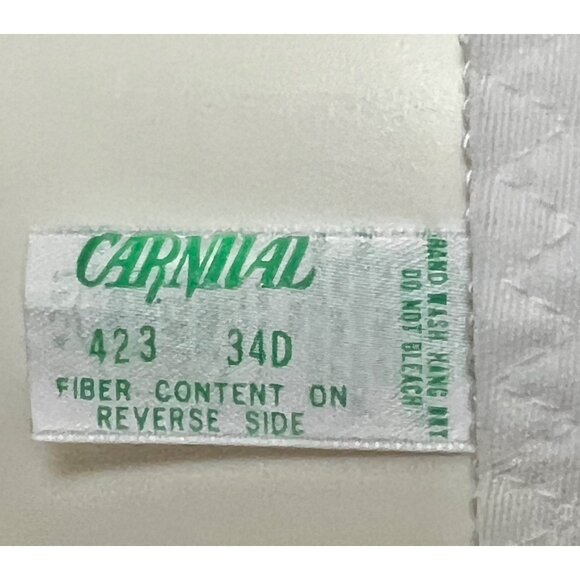 CARNIVAL
423 34D
FIBER CONTENT ON
REVERSE SIDE
HAND WASH HANG DRY
DO NOT BLEACH